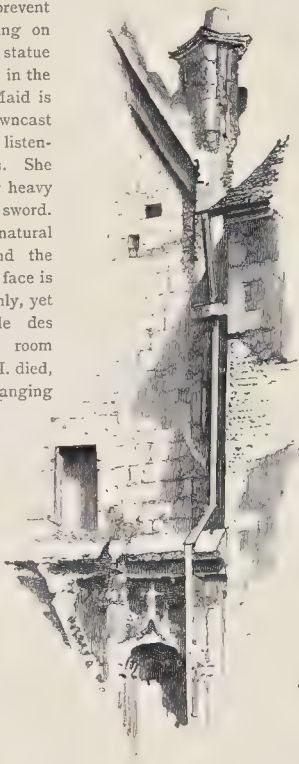 prevent
ng on
statue
in the
Maid is
wncast
listen-
s. She
heavy
sword.
natural
nd the
face is
nly, yet
le des
room
I. died,
anging